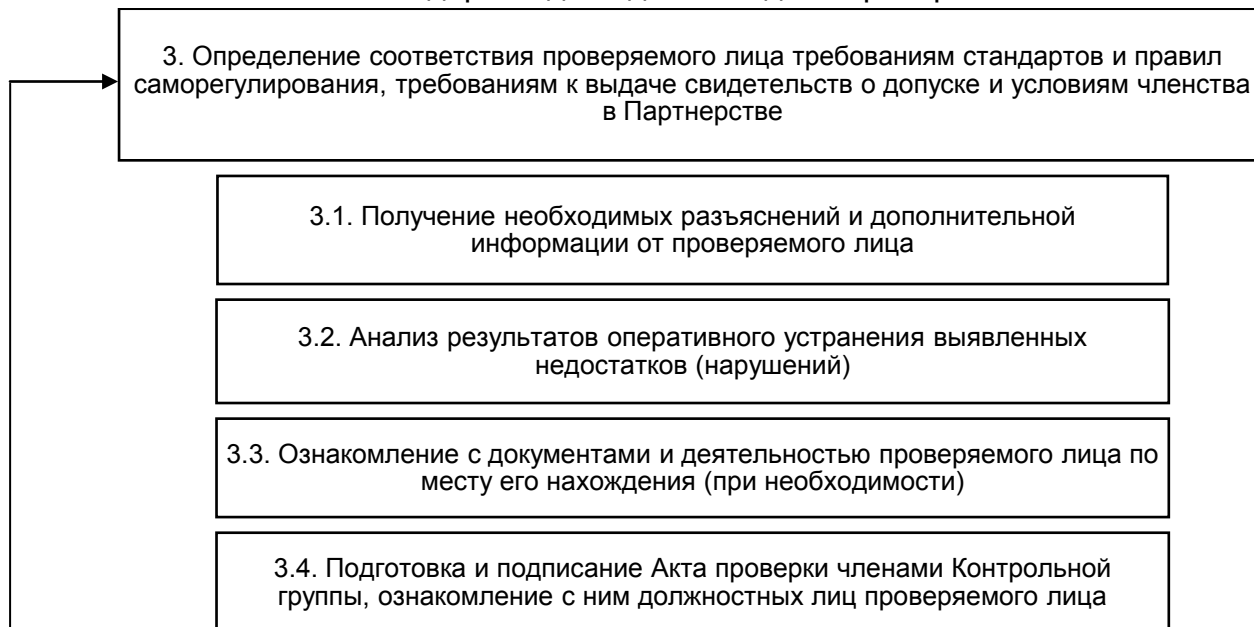 3. Определение соответствия проверяемого лица требованиям стандартов и правил
саморегулирования, требованиям к выдаче свидетельств о допуске и условиям членства
в Партнерстве
3.1. Получение необходимых разъяснений и дополнительной
информации от проверяемого лица
3.2. Анализ результатов оперативного устранения выявленных
недостатков (нарушений)
3.3. Ознакомление с документами и деятельностью проверяемого лица по
месту его нахождения (при необходимости)
3.4. Подготовка и подписание Акта проверки членами Контрольной
группы, ознакомление с ним должностных лиц проверяемого лица